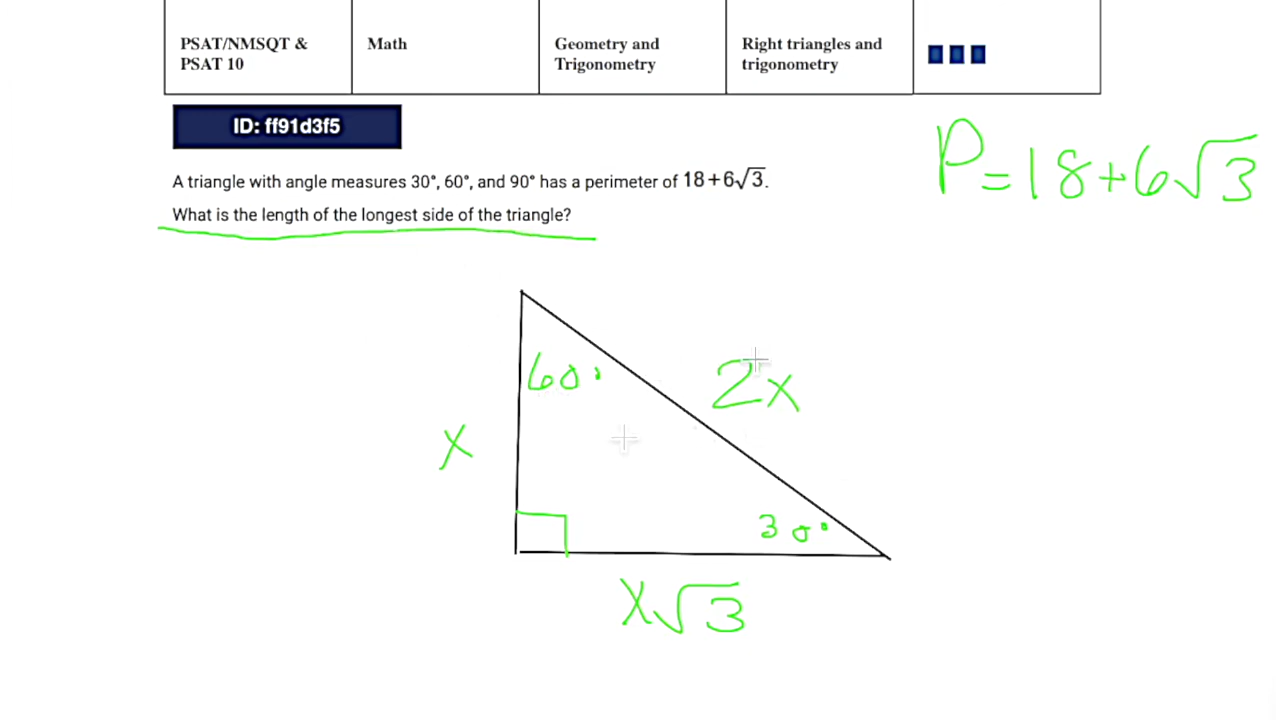 PSAT/NMSQT & PSAT 10
Math
Geometry and Trigonometry
Right triangles and trigonometry
ID: ff91d3f5
P=18+6√3
A triangle with angle measures 30°, 60°, and 90° has a perimeter of 18+6√3.
What is the length of the longest side of the triangle?
60°
2x
x
30°
x√3